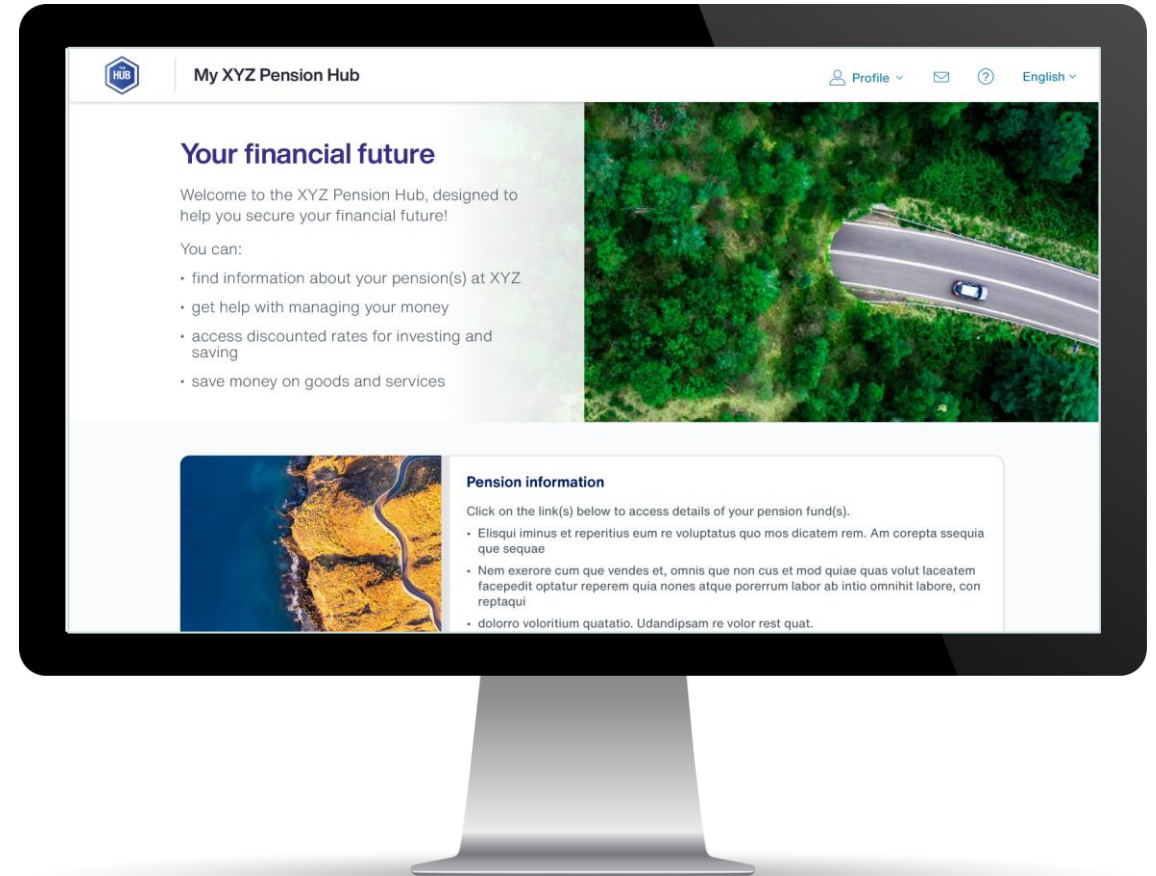 HUB
My XYZ Pension Hub
Profile
English
Your financial future
Welcome to the XYZ Pension Hub, designed to
help you secure your financial future!
You can:
• find information about your pension(s) at XYZ
• get help with managing your money
• access discounted rates for investing and
saving
• save money on goods and services
Pension information
Click on the link(s) below to access details of your pension fund(s).
• Elisqui iminus et reperitius eum re voluptatus quo mos dicatem rem. Am corepta ssequia
que sequae
• Nem exerore cum que vendes et, omnis que non cus et mod quiae quas volut laceatem
facepedit optatur reperem quia nones atque porerrum labor ab intio omnihit labore, con
reptaqui
• dolorro voloritium quatatio. Udandipsam re volor rest quat.